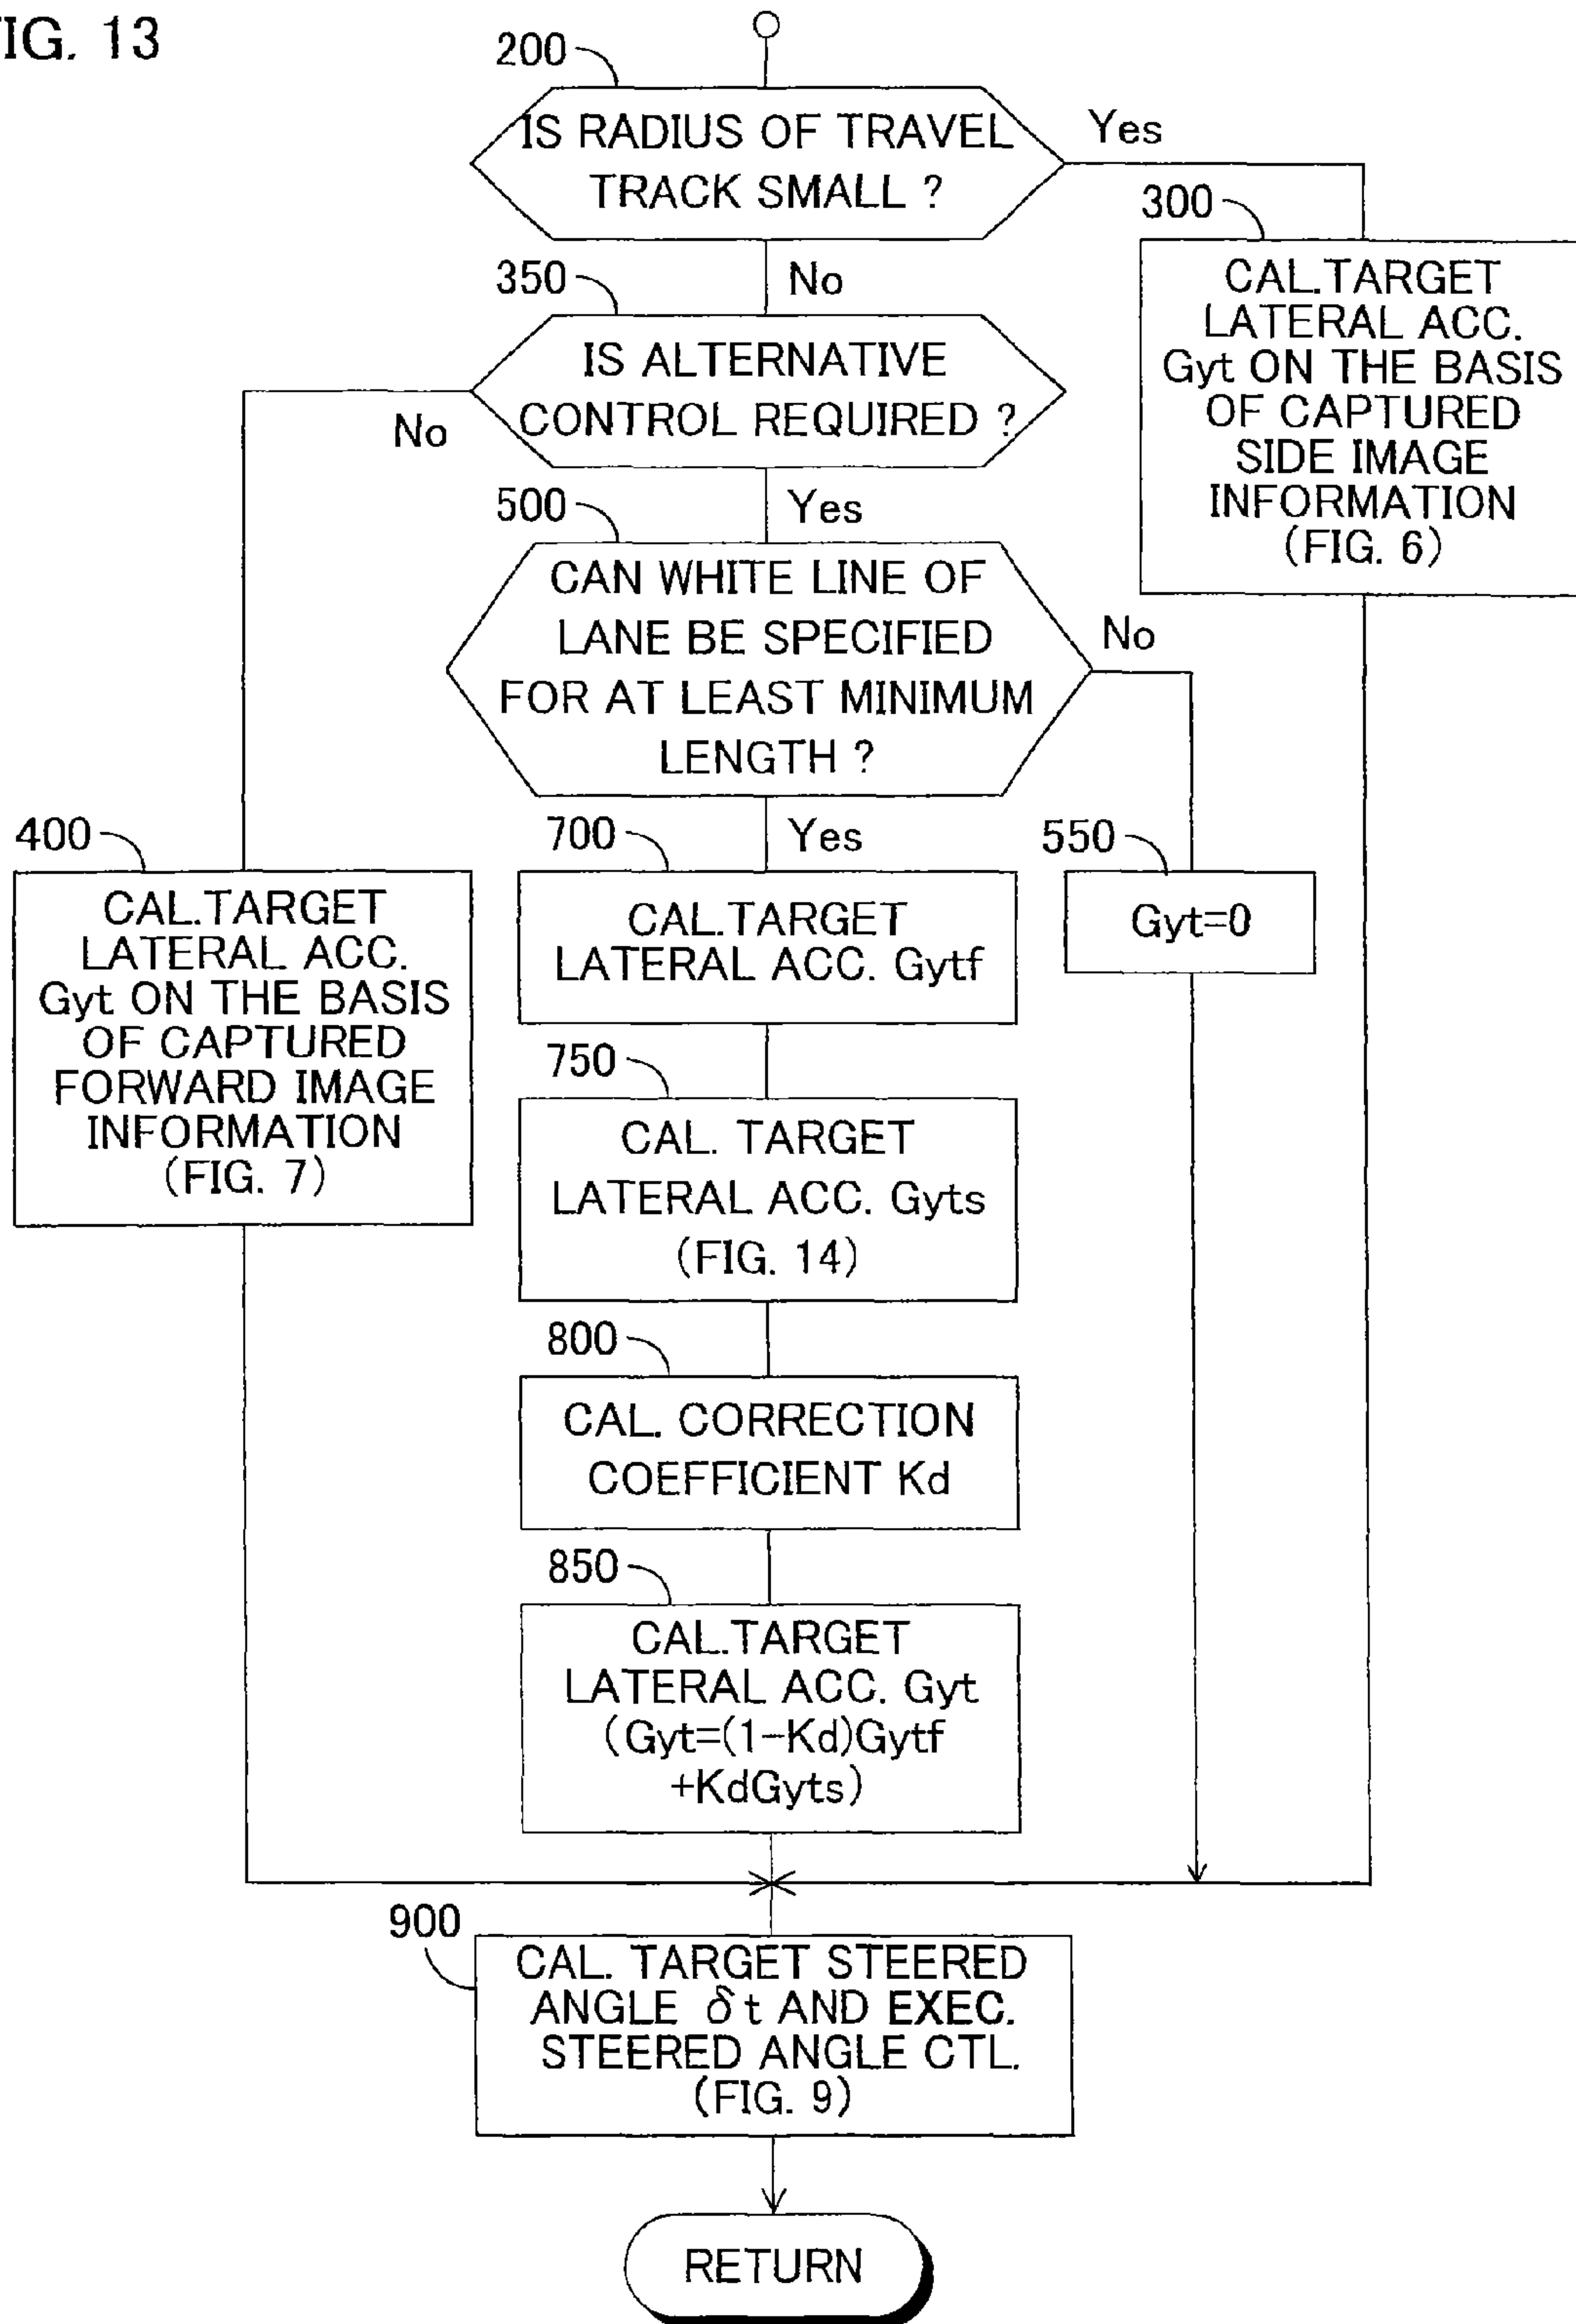 IG. 13
200
IS RADIUS OF TRAVEL
TRACK SMALL ?
Yes
300
CAL.TARGET
LATERAL ACC.
Gyt ON THE BASIS
OF CAPTURED
SIDE IMAGE
INFORMATION
(FIG. 6)
No
350
IS ALTERNATIVE
CONTROL REQUIRED ?
No
Yes
500
CAN WHITE LINE OF
LANE BE SPECIFIED
FOR AT LEAST MINIMUM
LENGTH ?
No
Yes
400
CAL.TARGET
LATERAL ACC.
Gyt ON THE BASIS
OF CAPTURED
FORWARD IMAGE
INFORMATION
(FIG. 7)
700
CAL.TARGET
LATERAL ACC. Gytf
550
Gyt=0
750
CAL. TARGET
LATERAL ACC. Gyts
(FIG. 14)
800
CAL. CORRECTION
COEFFICIENT Kd
850
CAL.TARGET
LATERAL ACC. Gyt
(Gyt=(1-Kd)Gytf
+KdGyts)
900
CAL. TARGET STEERED
ANGLE δt AND EXEC.
STEERED ANGLE CTL.
(FIG. 9)
RETURN